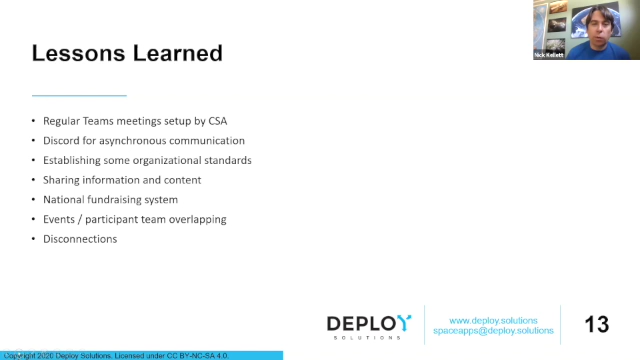 Nick Kellett
Lessons Learned
• Regular Teams meetings setup by CSA
• Discord for asynchronous communication
• Establishing some organizational standards
• Sharing information and content
• National fundraising system
• Events / participant team overlapping
• Disconnections
DEPLOY
SOLUTIONS
www.deploy.solutions
spaceapps@deploy.solutions
13
Copyright 2020 Deploy Solutions. Licensed under CC BY-NC-SA 4.0.